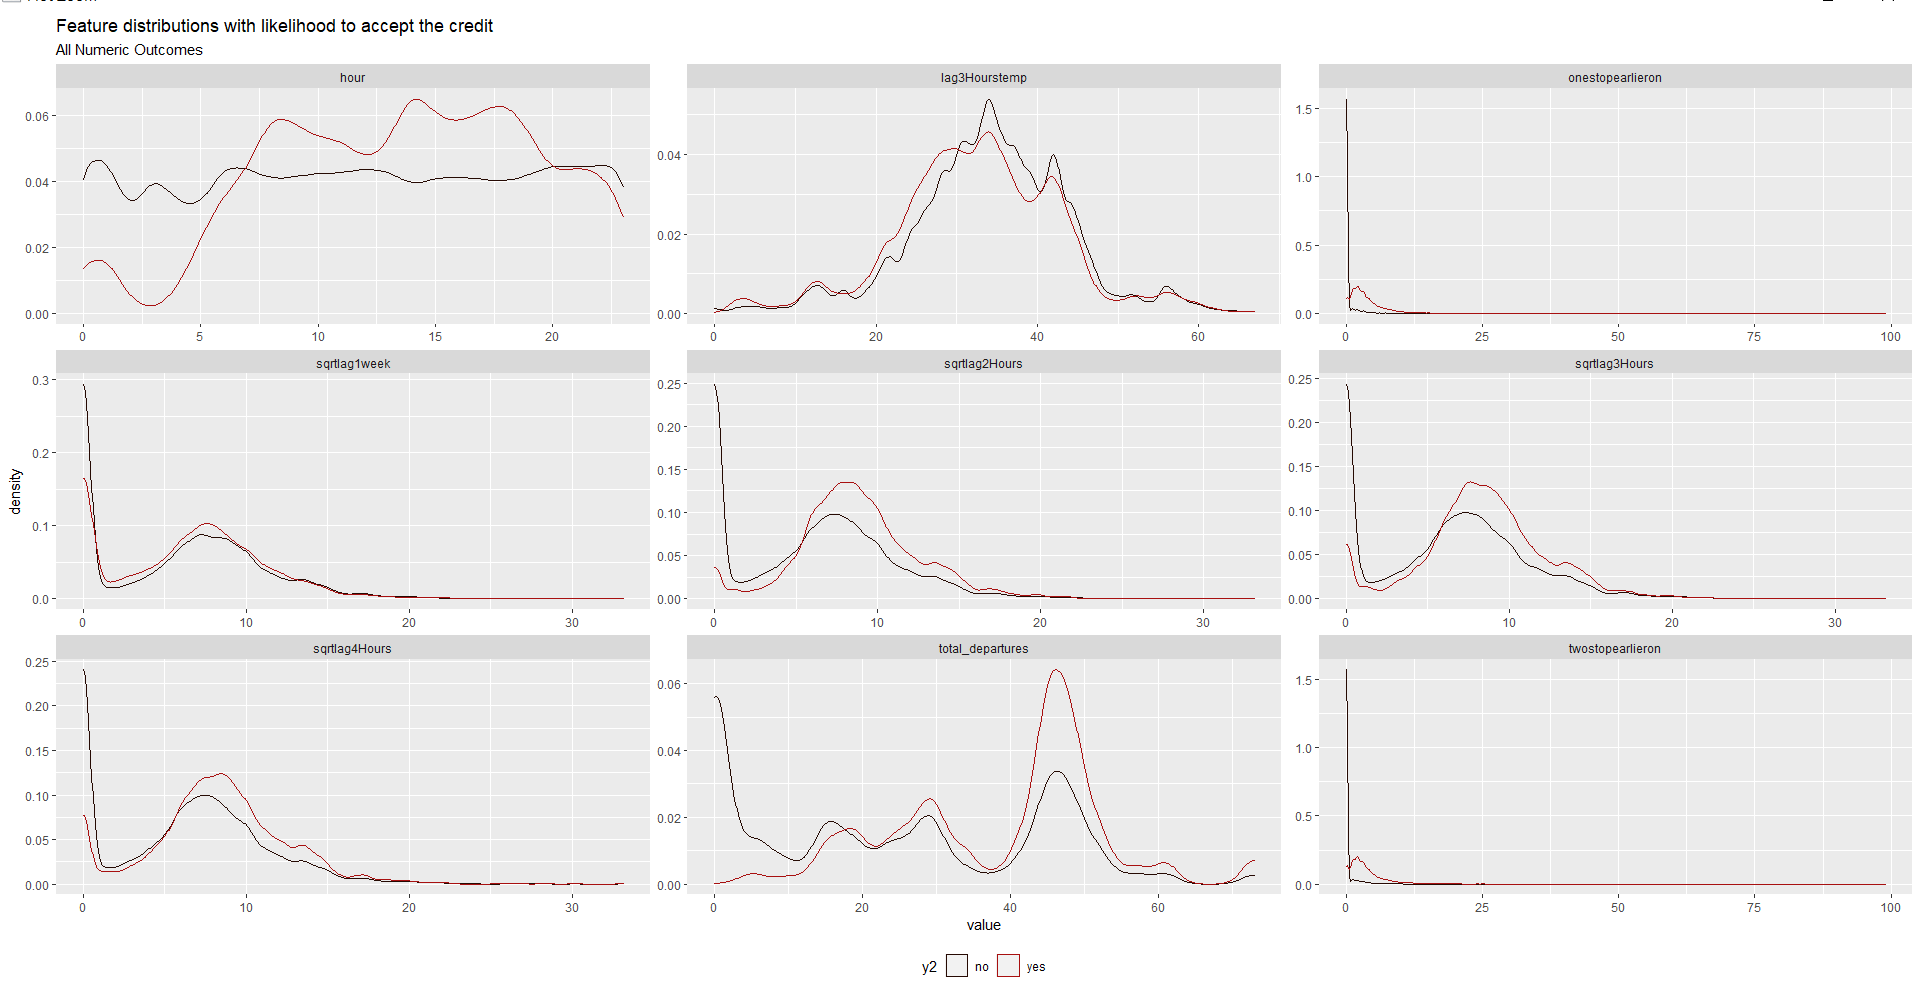 Feature distributions with likelihood to accept the credit
All Numeric Outcomes
hour
lag3Hourstemp
onestopearlieron
0.06
0.04
0.02
0.00
0 5 10 15 20
0.04
0.02
0.00
0 20 40 60
1.5
1.0
0.5
0.0
0 25 50 75 100
sqrtlag1week
sqrtlag2Hours
sqrtlag3Hours
density
0.3
0.2
0.1
0.0
0 10 20 30
0.25
0.20
0.15
0.10
0.05
0.00
0 10 20 30
0.25
0.20
0.15
0.10
0.05
0.00
0 10 20 30
sqrtlag4Hours
total_departures
twostopearlieron
0.25
0.20
0.15
0.10
0.05
0.00
0 10 20 30
0.06
0.04
0.02
0.00
0 20 40 60
1.5
1.0
0.5
0.0
0 25 50 75 100
value
y2 no yes